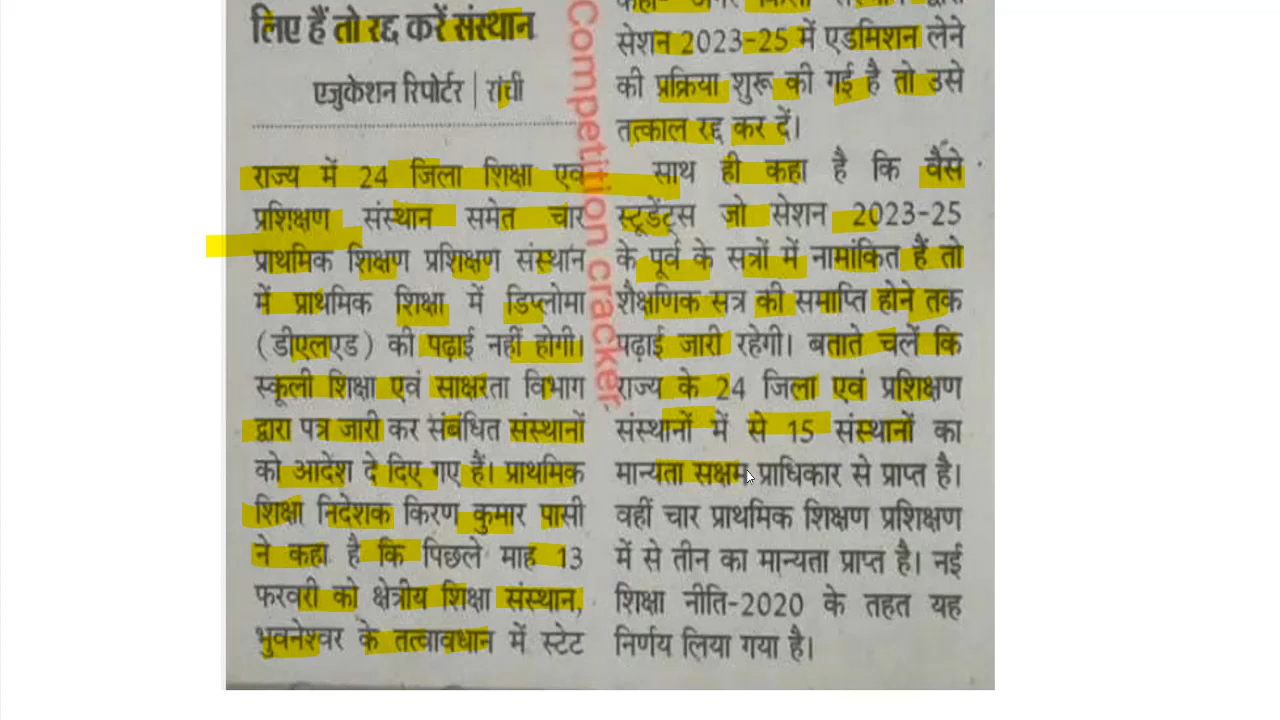 लिए हैं तो रद्द करें संस्थान
एजुकेशन रिपोर्टर | रांची
राज्य में 24 जिला शिक्षा एवं
प्रशिक्षण संस्थान समेत चार
प्राथमिक शिक्षण प्रशिक्षण संस्थान
में प्राथमिक शिक्षा में डिप्लोमा
(डीएलएड) की पढ़ाई नहीं होगी।
स्कूली शिक्षा एवं साक्षरता विभाग
द्वारा पत्र जारी कर संबंधित संस्थानों
को आदेश दे दिए गए हैं। प्राथमिक
शिक्षा निदेशक किरण कुमार पासी
ने कहा है कि पिछले माह 13
फरवरी को क्षेत्रीय शिक्षा संस्थान,
भुवनेश्वर के तत्वावधान में स्टेट
सेशन 2023-25 में एडमिशन लेने
की प्रक्रिया शुरू की गई है तो उसे
तत्काल रद्द कर दें।
साथ ही कहा है कि वैसे
स्टूडेंट्स जो सेशन 2023-25
के पूर्व के सत्रों में नामांकित हैं तो
शैक्षणिक सत्र की समाप्ति होने तक
पढ़ाई जारी रहेगी। बताते चलें कि
राज्य के 24 जिला एवं प्रशिक्षण
संस्थानों में से 15 संस्थानों का
मान्यता सक्षम प्राधिकार से प्राप्त है।
वहीं चार प्राथमिक शिक्षण प्रशिक्षण
में से तीन का मान्यता प्राप्त है। नई
शिक्षा नीति-2020 के तहत यह
निर्णय लिया गया है।
Competition cracker.